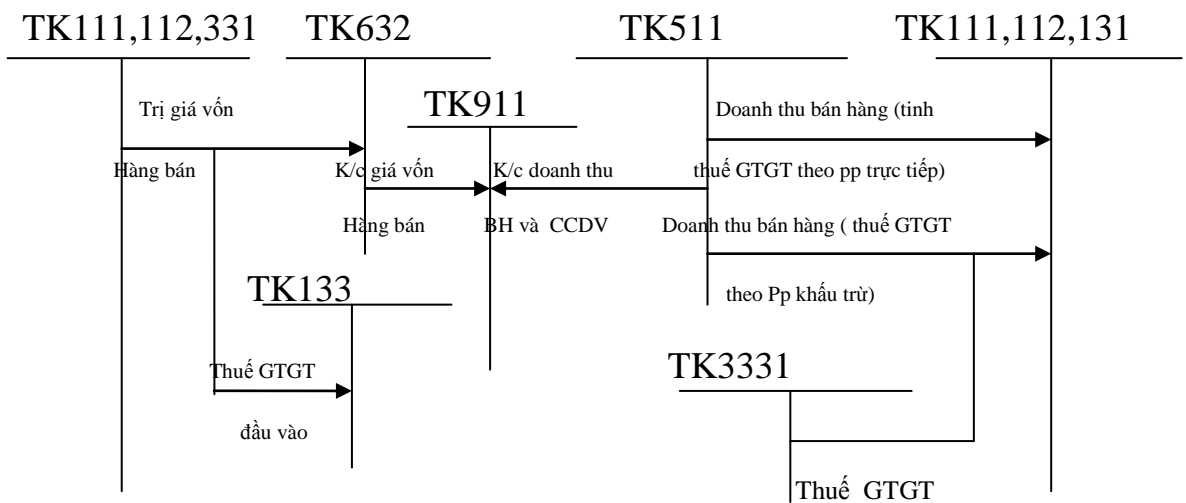 TK111,112,331
TK632
TK511
TK111,112,131
Trị giá vốn
TK911
Doanh thu bán hàng (tinh
Hàng bán
K/c giá vốn
K/c doanh thu
thuế GTGT theo pp trực tiếp)
Hàng bán
BH và CCDV
Doanh thu bán hàng ( thuế GTGT
TK133
theo Pp khấu trừ)
Thuế GTGT
TK3331
đầu vào
Thuế GTGT